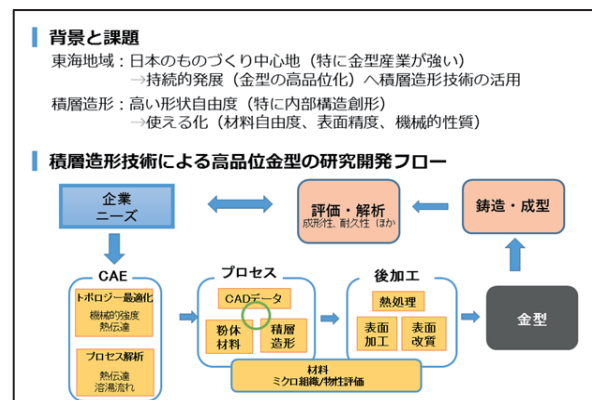 背景と課題
東海地域：日本のものづくり中心地（特に金型産業が強い）
→持続的発展（金型の高品位化）へ積層造形技術の活用
積層造形：高い形状自由度（特に内部構造創形）
→使える化（材料自由度、表面精度、機械的性質）
積層造形技術による高品位金型の研究開発フロー
企業
ニーズ
評価・解析
成形性、耐久性 ほか
鋳造・成型
CAE
トポロジー最適化
機械的強度
熱伝達
プロセス解析
熱伝達
溶湯流れ
プロセス
CADデータ
粉体
材料
積層
造形
後加工
熱処理
表面
加工
表面
改質
金型
材料
ミクロ組織/物性評価